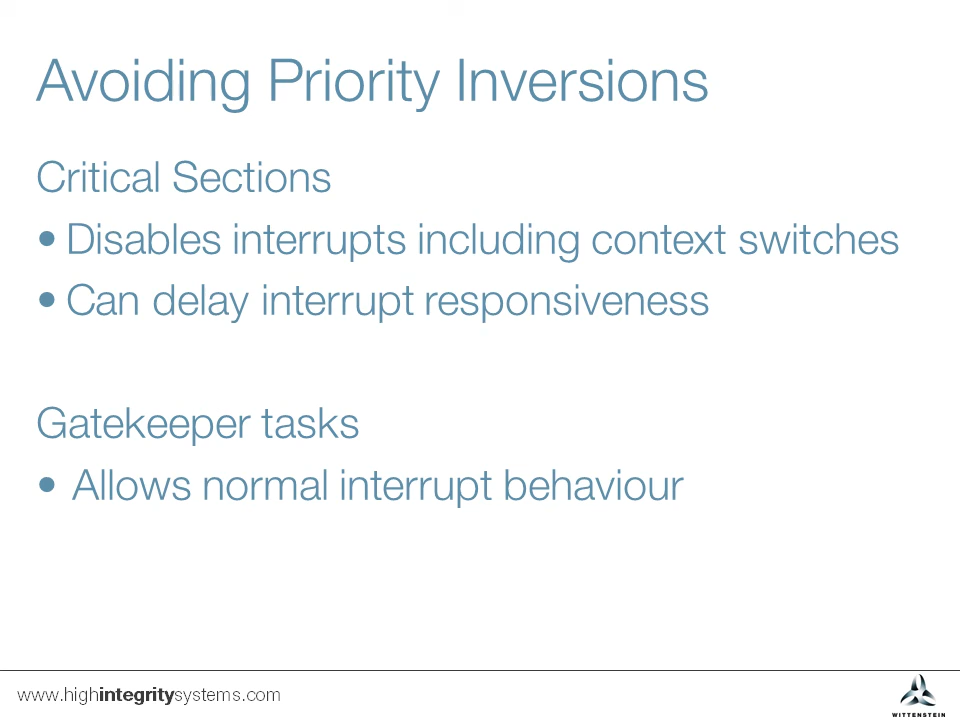 Avoiding Priority Inversions
Critical Sections
• Disables interrupts including context switches
• Can delay interrupt responsiveness
Gatekeeper tasks
• Allows normal interrupt behaviour
www.highintegritysystems.com
WITTENSTEIN